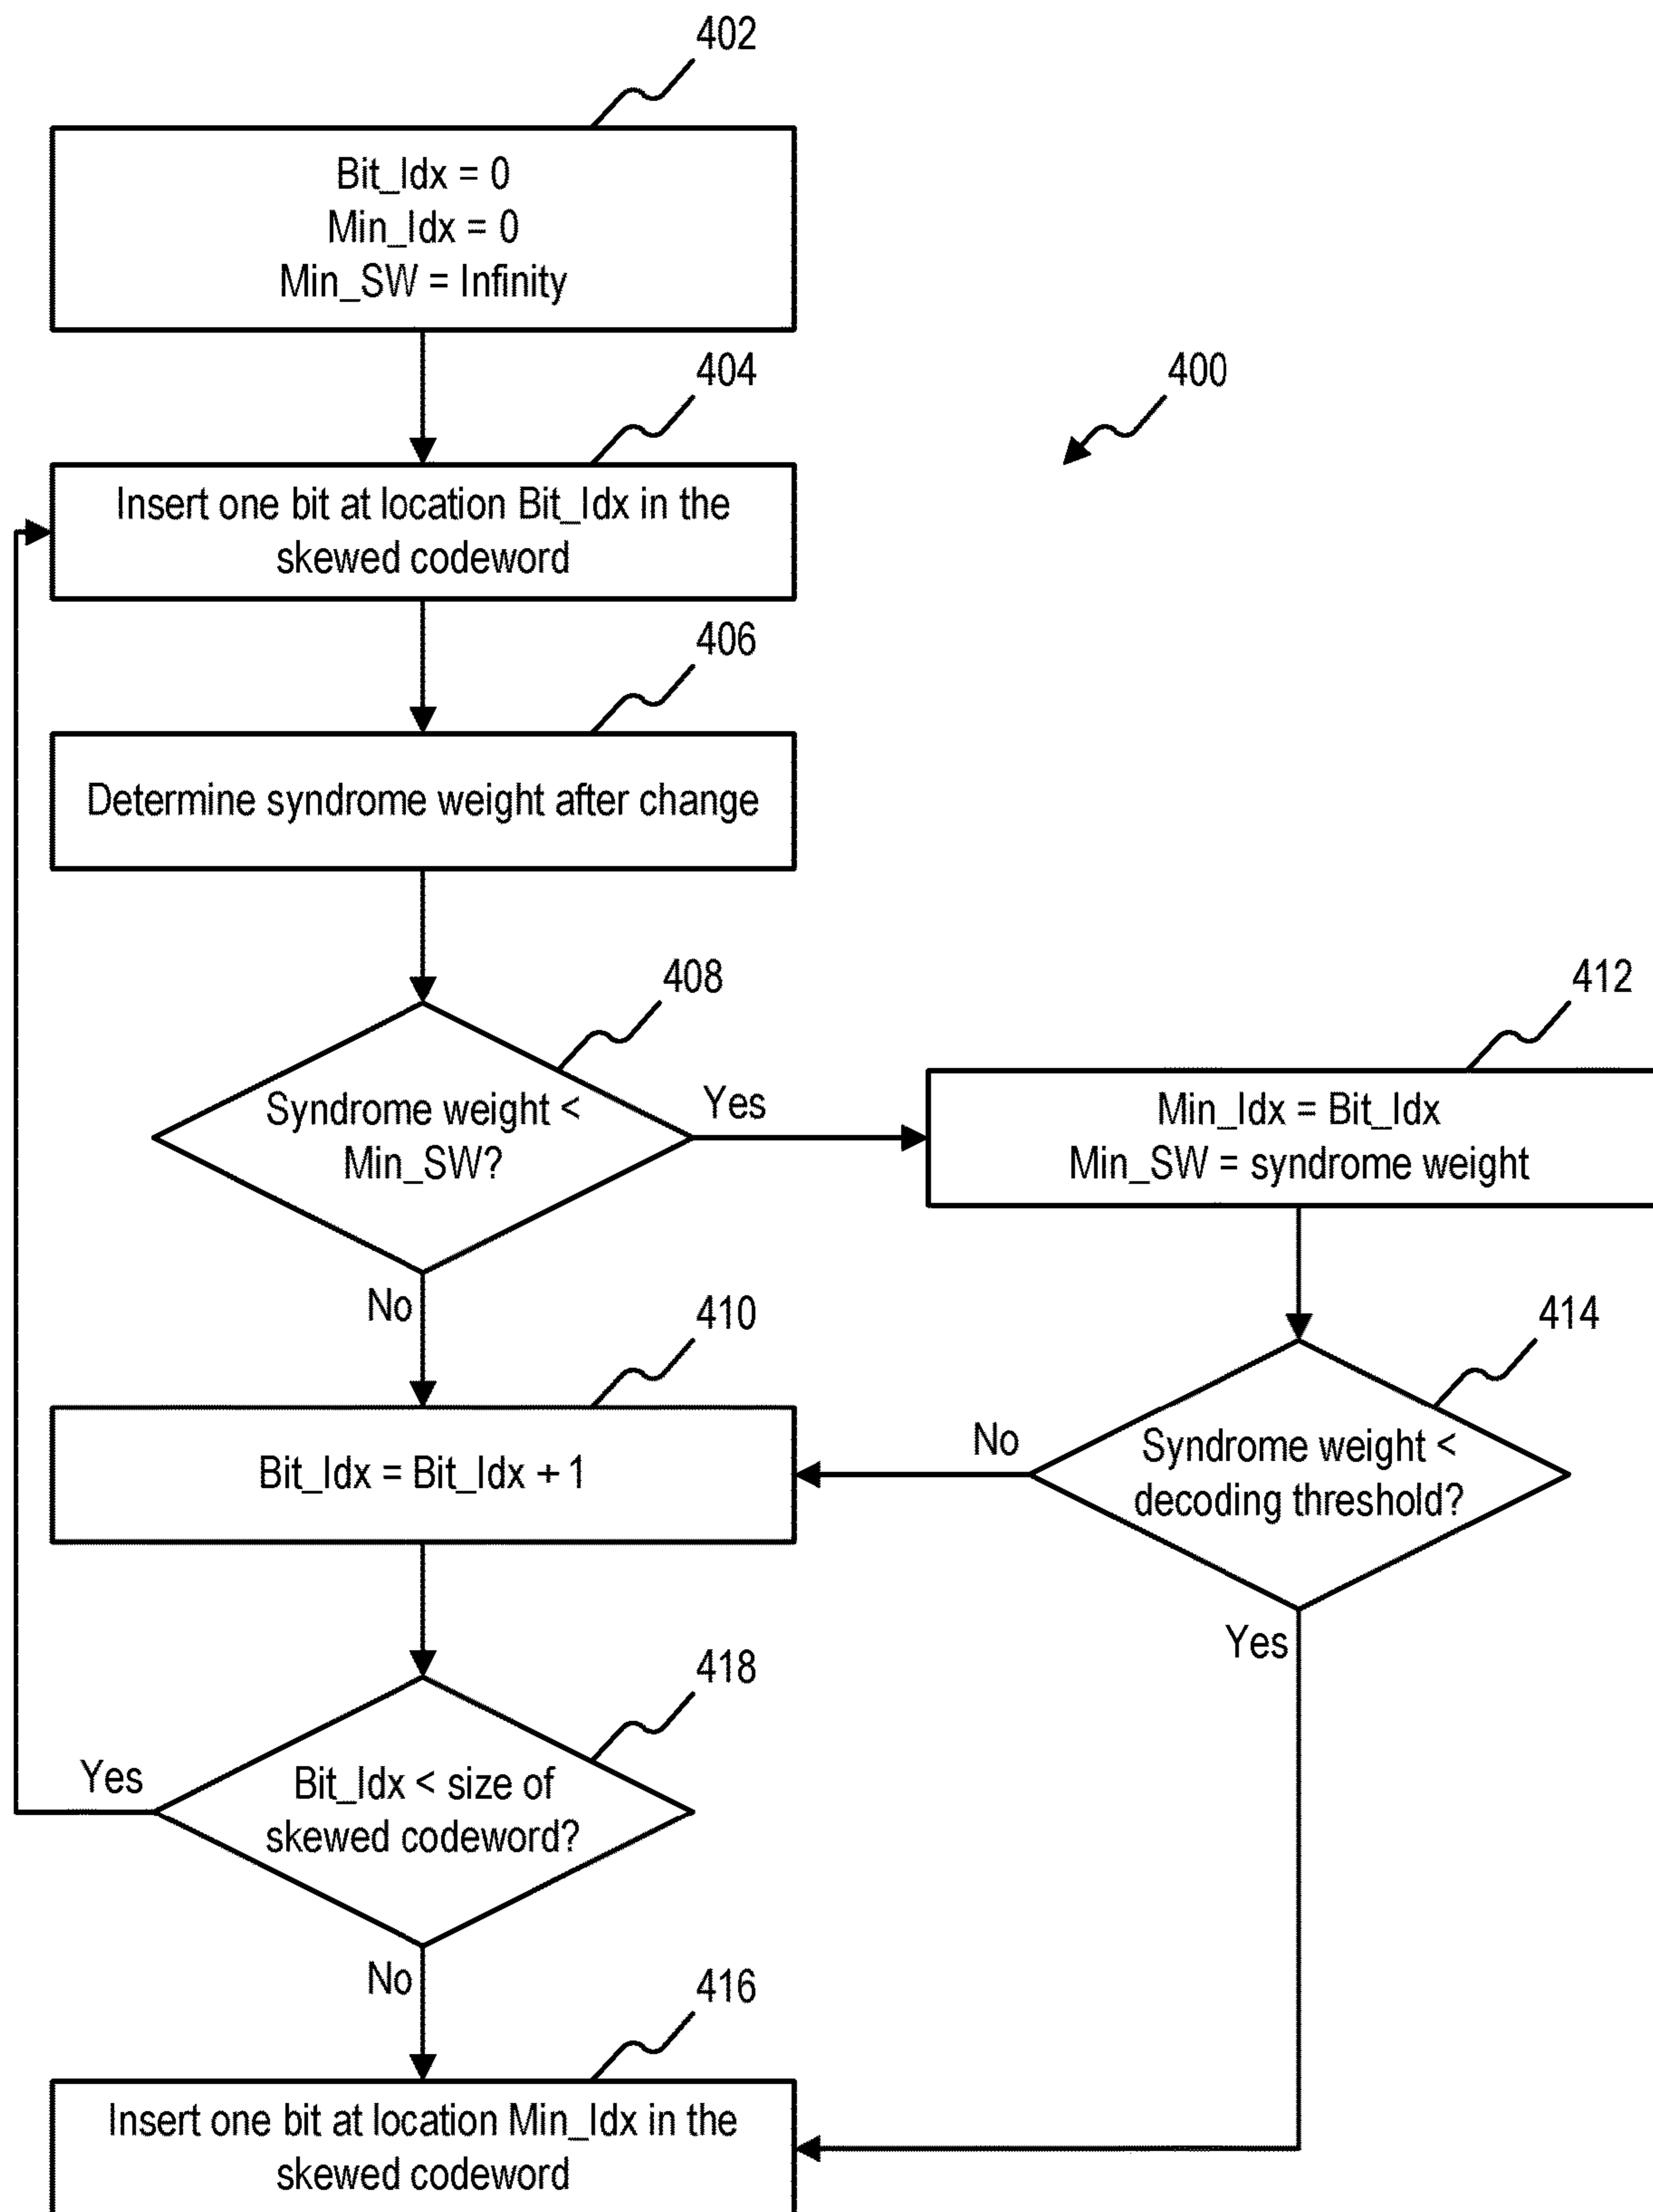 402
Bit_Idx = 0
Min_Idx = 0
Min_SW = Infinity
404
400
Insert one bit at location Bit_Idx in the
skewed codeword
406
Determine syndrome weight after change
408
412
Syndrome weight <
Min_SW?
Yes
Min_Idx = Bit_Idx
Min_SW = syndrome weight
No
410
414
Bit_Idx = Bit_Idx + 1
No
Syndrome weight <
decoding threshold?
Yes
418
Yes
Bit_Idx < size of
skewed codeword?
No
416
Insert one bit at location Min_Idx in the
skewed codeword